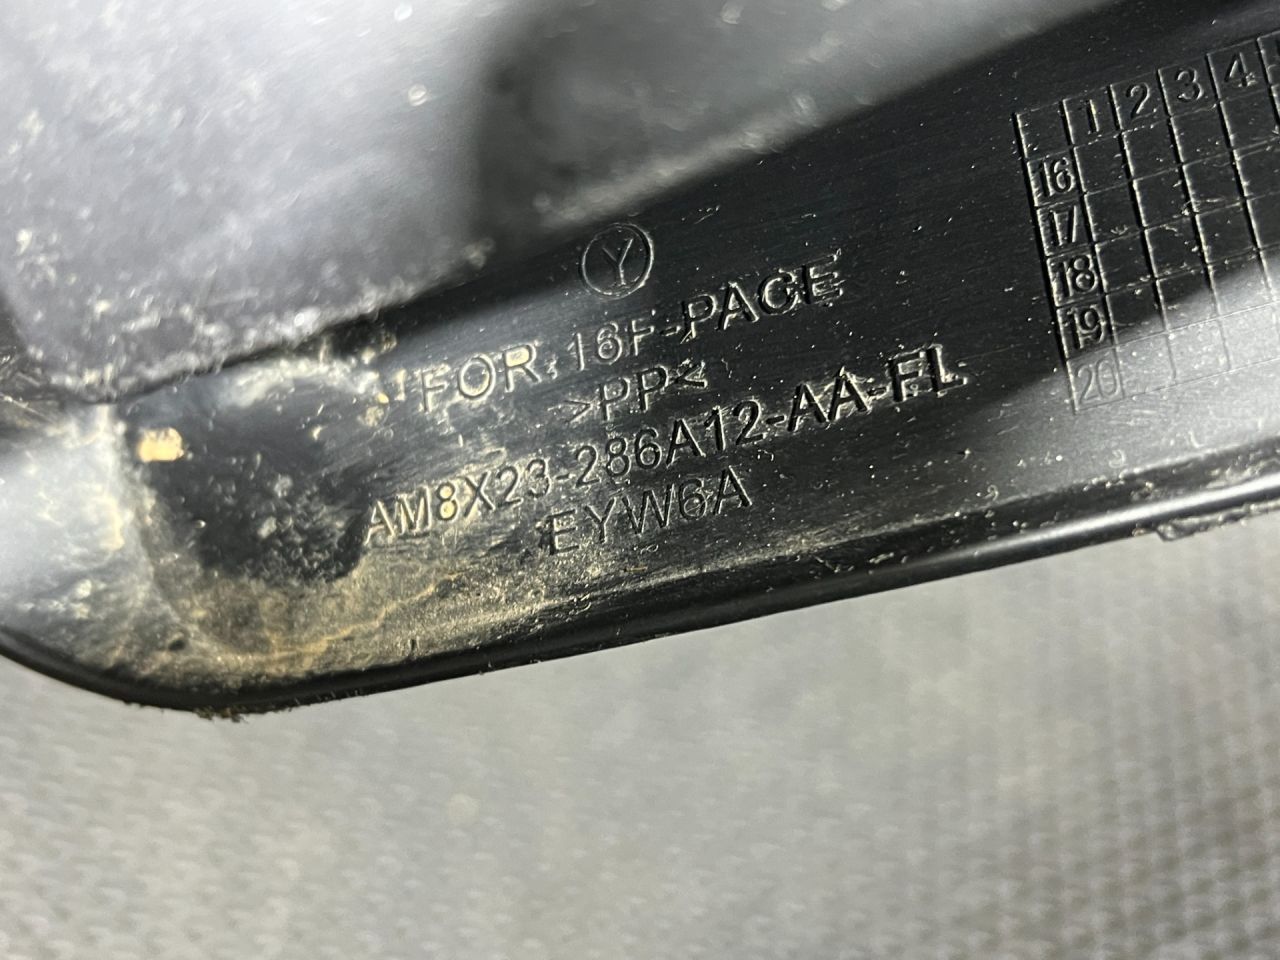 Y
FOR 16F-PACE
>PP<
AM8X23-286A12-AA-FL
EYW6A
1 2 3 4
16
17
18
19
20